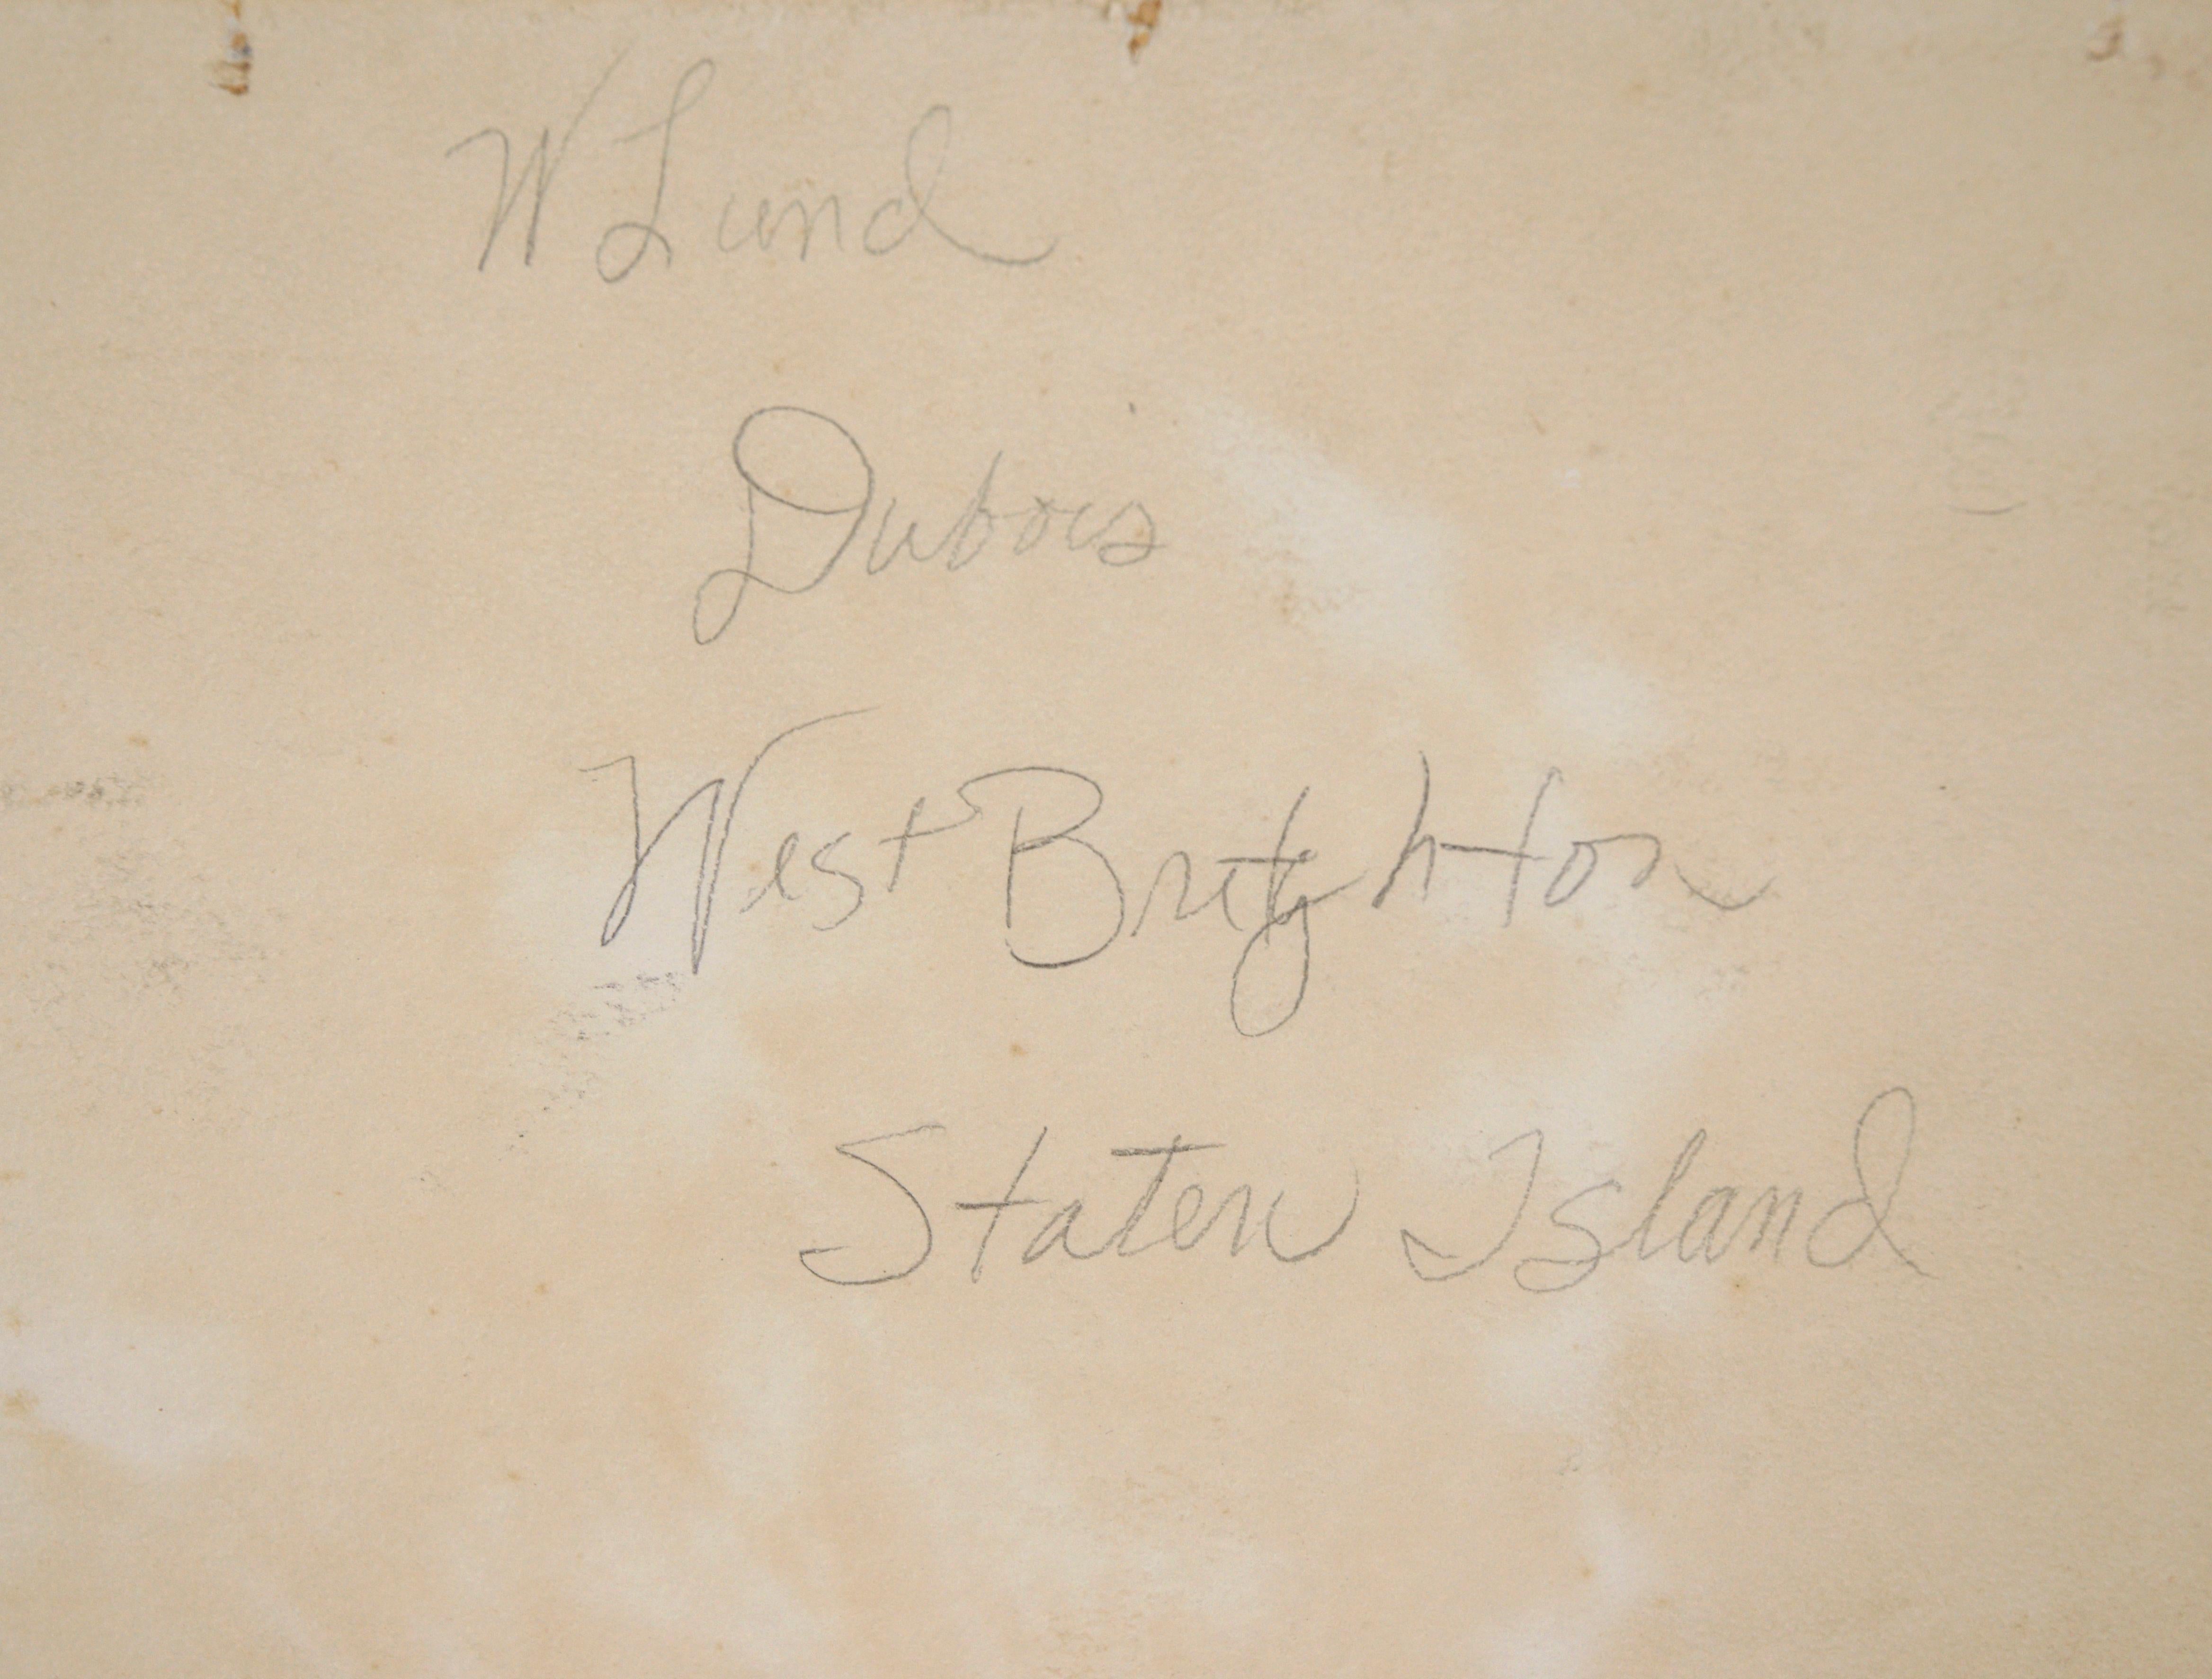 W Lund
Dubois
West Brighton
Staten Island